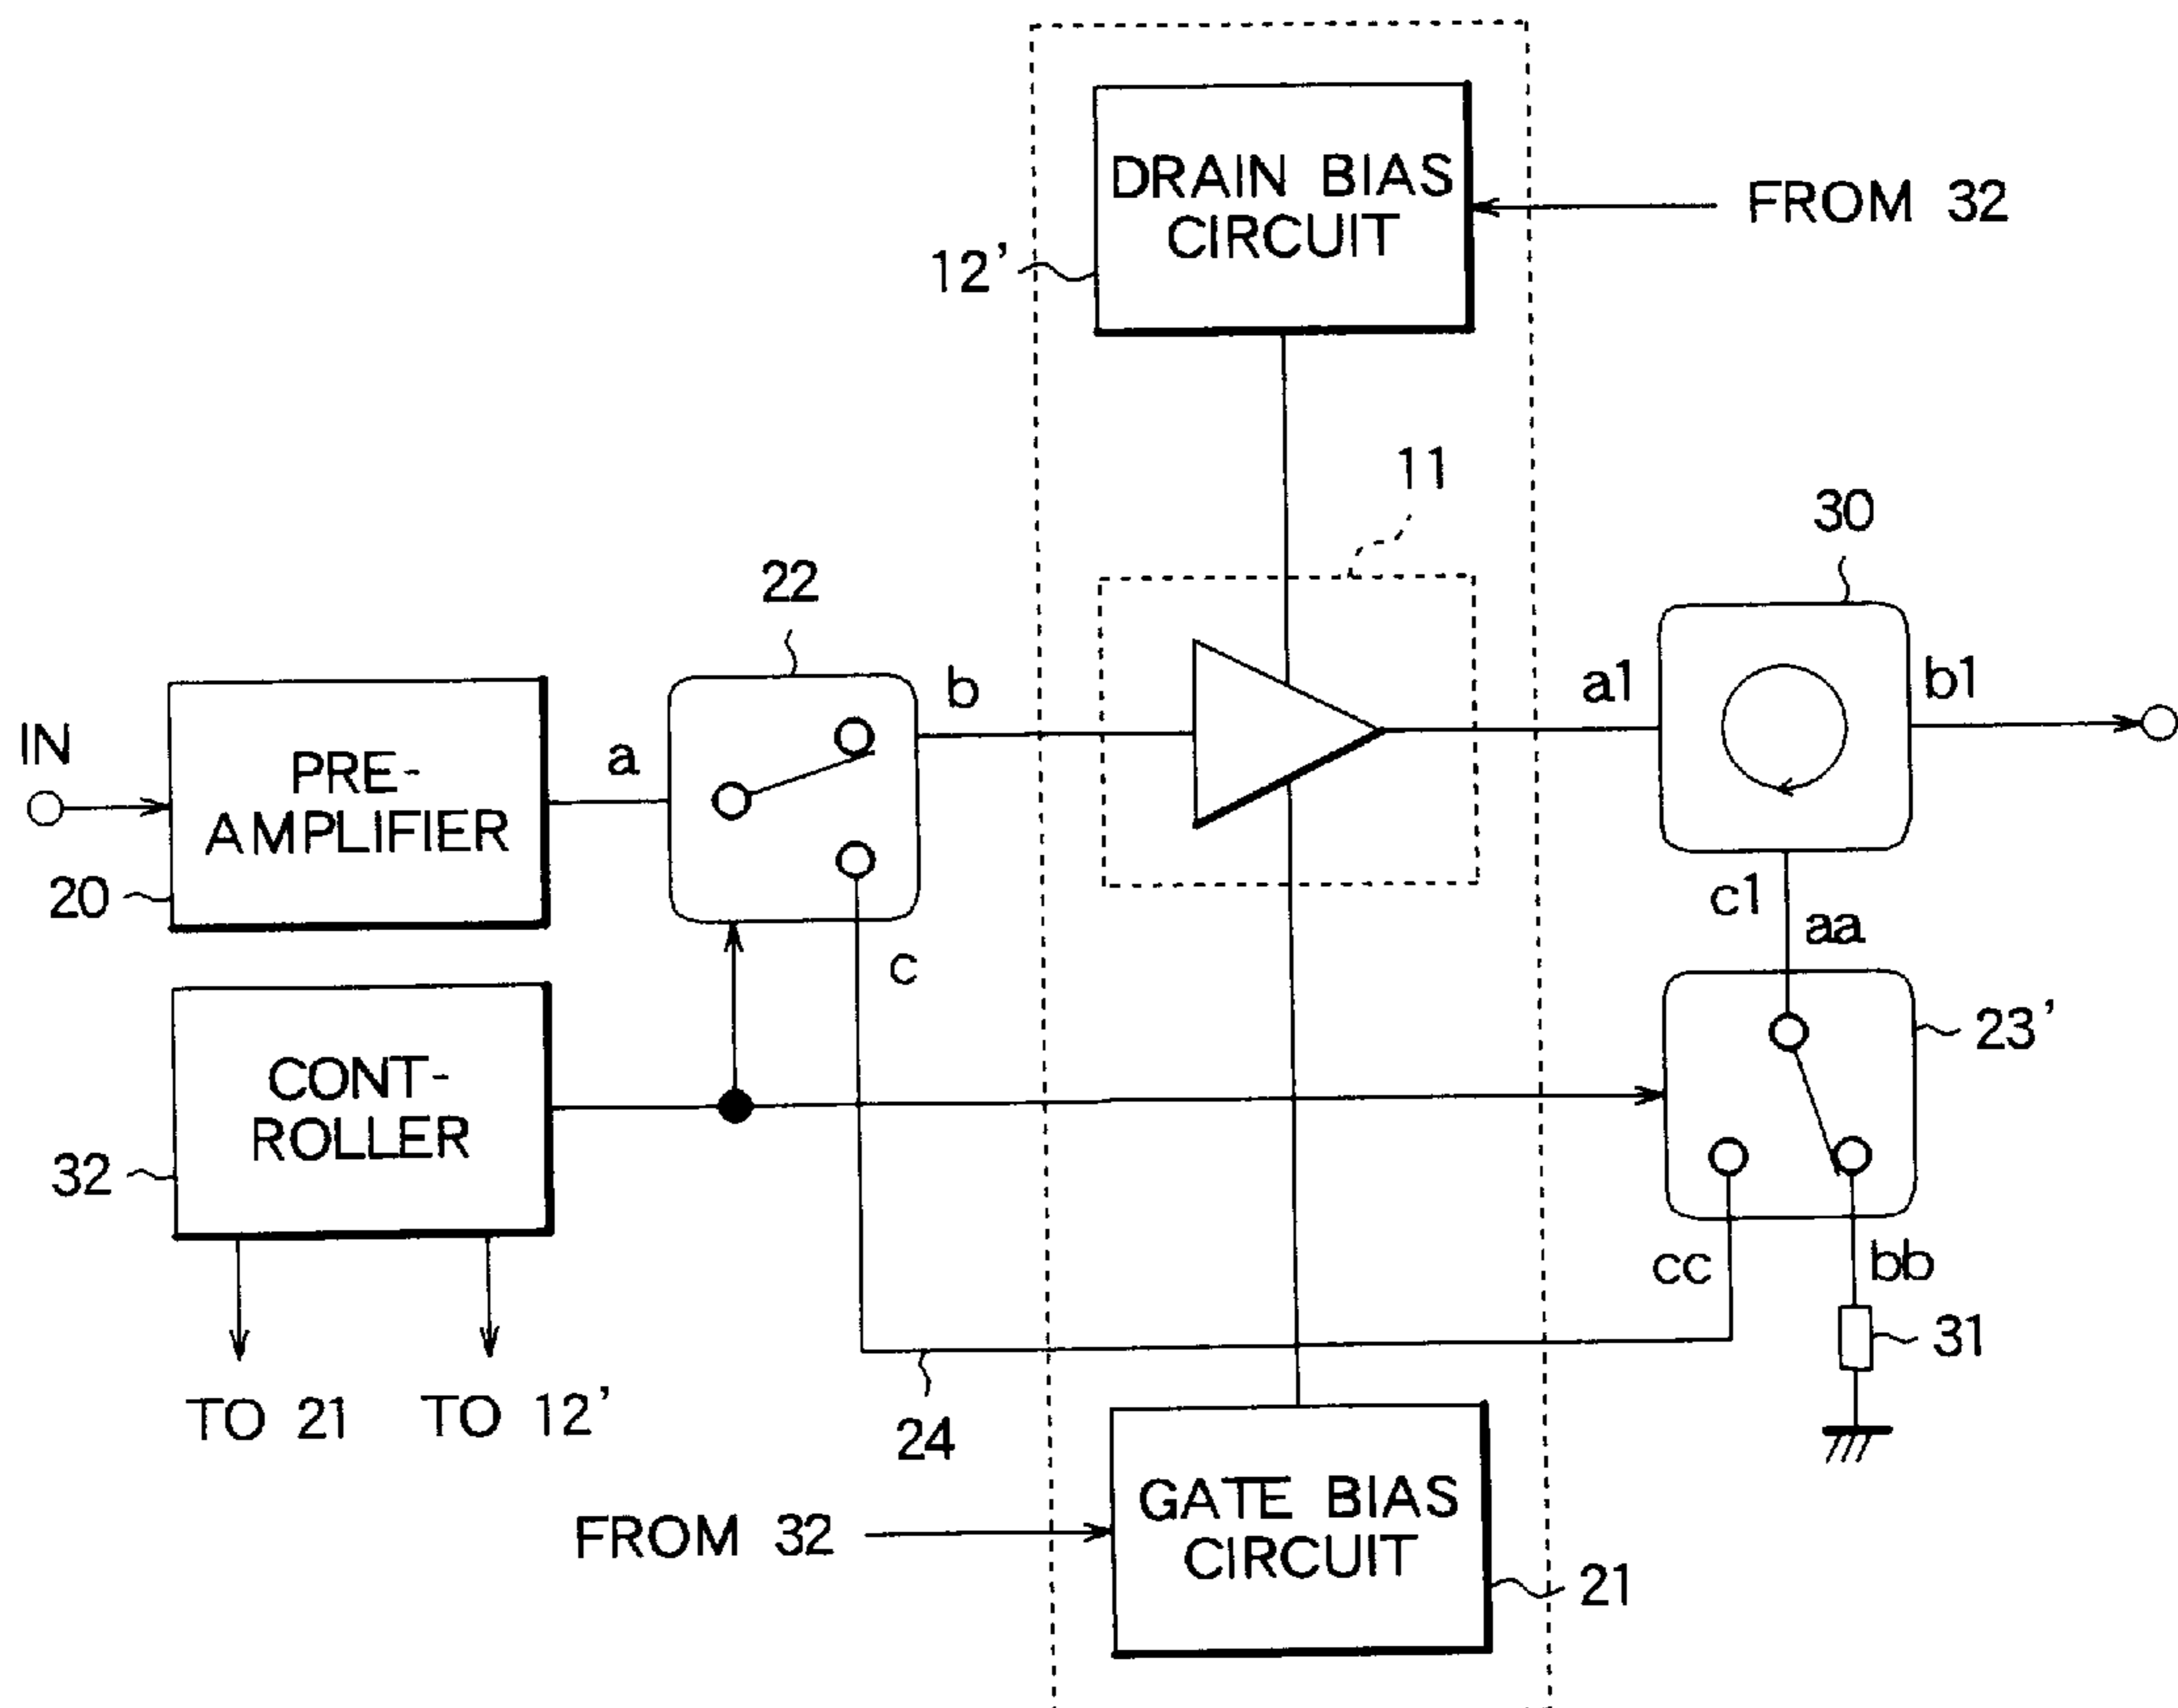 DRAIN BIAS
CIRCUIT
FROM 32
12'
11
30
22
b
a1
b1
IN
PRE-
AMPLIFIER
a
20
c
c1
aa
CONT-
ROLLER
23'
32
cc
bb
31
TO 21
TO 12'
24
GATE BIAS
CIRCUIT
FROM 32
21